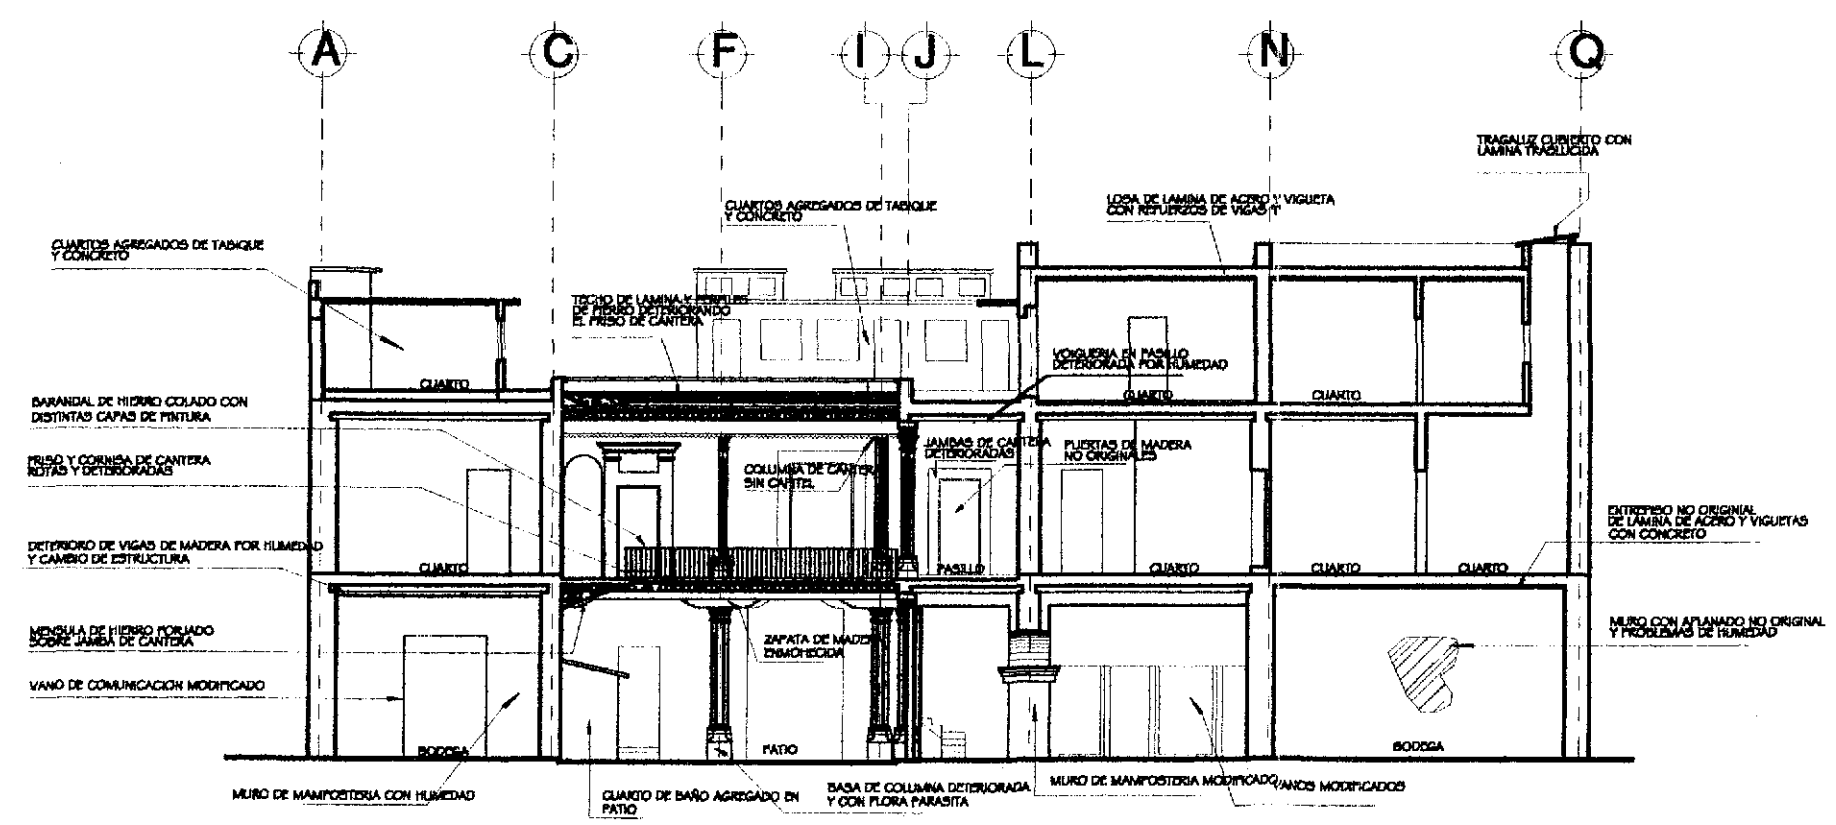 A C F I J L N Q
TRAGALUZ CUBIERTO CON
LAMINA TRASLUCIDA
LOSA DE LAMINA DE ACERO Y VIGUETA
CON REFUERZOS DE VIGAS 'I'
CUARTOS AGREGADOS DE TABIQUE
Y CONCRETO
CUARTOS AGREGADOS DE TABIQUE
Y CONCRETO
TECHO DE LAMINA Y PERFILES
DE FIERRO DETERIORANDO
EL FRISO DE CANTERA
VOIGUERIA EN PASILLO
DETERIORADA POR HUMEDAD
CUARTO
CUARTO
CUARTO
BARANDAL DE HIERRO COLADO CON
DISTINTAS CAPAS DE PINTURA
FRISO Y CORNISA DE CANTERA
ROTAS Y DETERIORADAS
COLUMNA DE CANTERA
SIN CAPITEL
JAMBAS DE CANTERA
DETERIORADAS
PUERTAS DE MADERA
NO ORIGINALES
ENTREPISO NO ORIGINIAL
DE LAMINA DE ACERO Y VIGUETAS
CON CONCRETO
DETERIORO DE VIGAS DE MADERA POR HUMEDAD
Y CAMBIO DE ESTRUCTURA
CUARTO
PASILLO
CUARTO
CUARTO
CUARTO
MENSULA DE HIERRO FORJADO
SOBRE JAMBA DE CANTERA
ZAPATA DE MADERA
ENMOHECIDA
MURO CON APLANADO NO ORIGINAL
Y PROBLEMAS DE HUMEDAD
VANO DE COMUNICACION MODIFICADO
BODEGA
PATIO
BODEGA
MURO DE MAMPOSTERIA CON HUMEDAD
CUARTO DE BAÑO AGREGADO EN
PATIO
BASA DE COLUMNA DETERIORADA
Y CON FLORA PARASITA
MURO DE MAMPOSTERIA MODIFICADO
VANOS MODIFICADOS